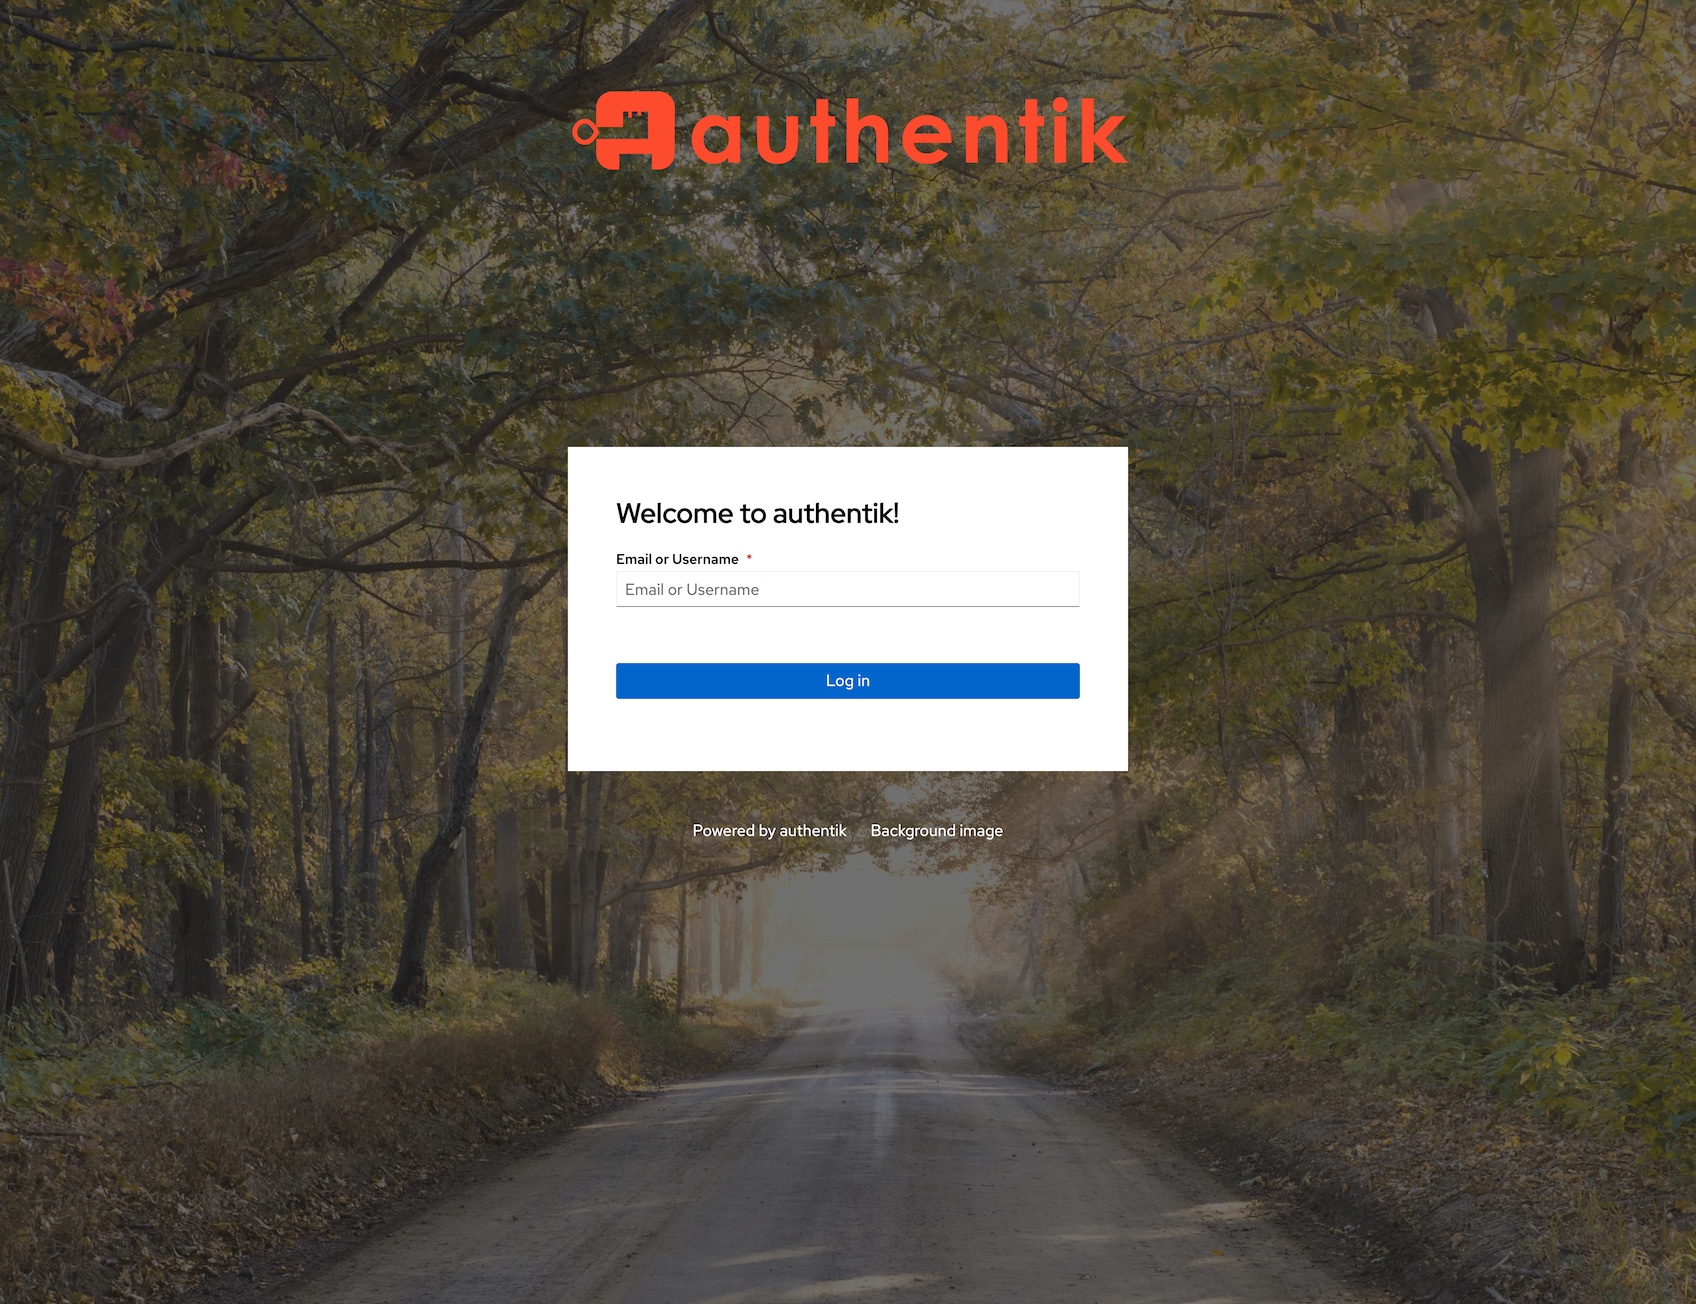 authentik
Welcome to authentik!
Email or Username *
Email or Username
Log in
Powered by authentik Background image